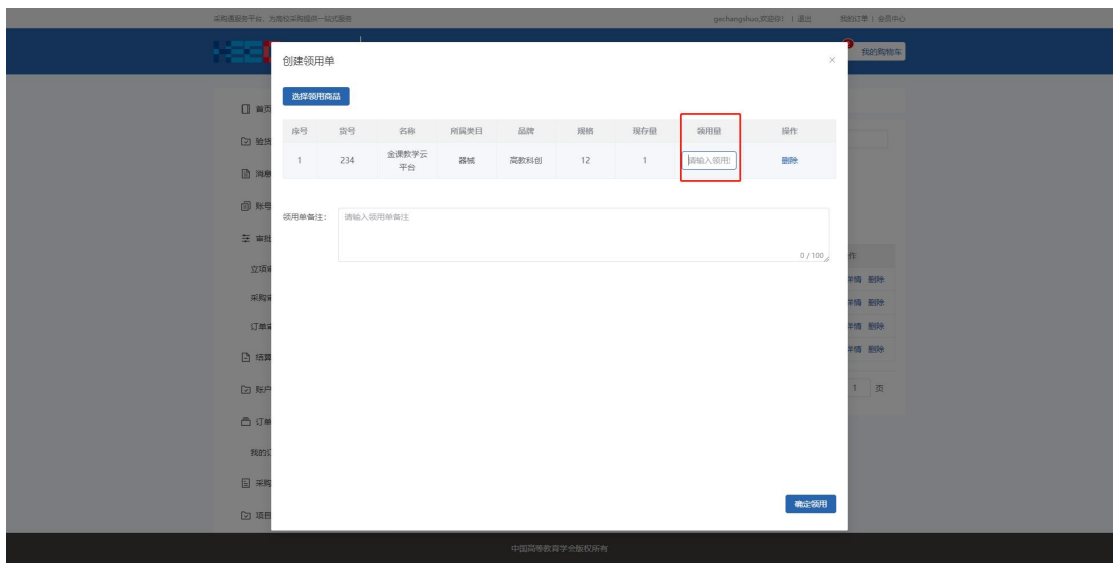 采购通服务平台，为高校采购提供一站式服务
gechangshuo,欢迎你! | 退出 我的订单 | 会员中心
我的购物车
创建领用单 ×
选择领用商品
序号 货号 名称 所属类目 品牌 规格 现存量 领用量 操作
1 234 金课教学云 器械 高教科创 12 1 请输入领用 删除
平台
领用单备注： 请输入领用单备注
0 / 100
首页
验货
消息
账号
审批
立项
采购
订单
结算
账户
订单
我的
采购
项目
作
详情 删除
详情 删除
详情 删除
详情 删除
1 页
确定领用
中国高等教育学会版权所有